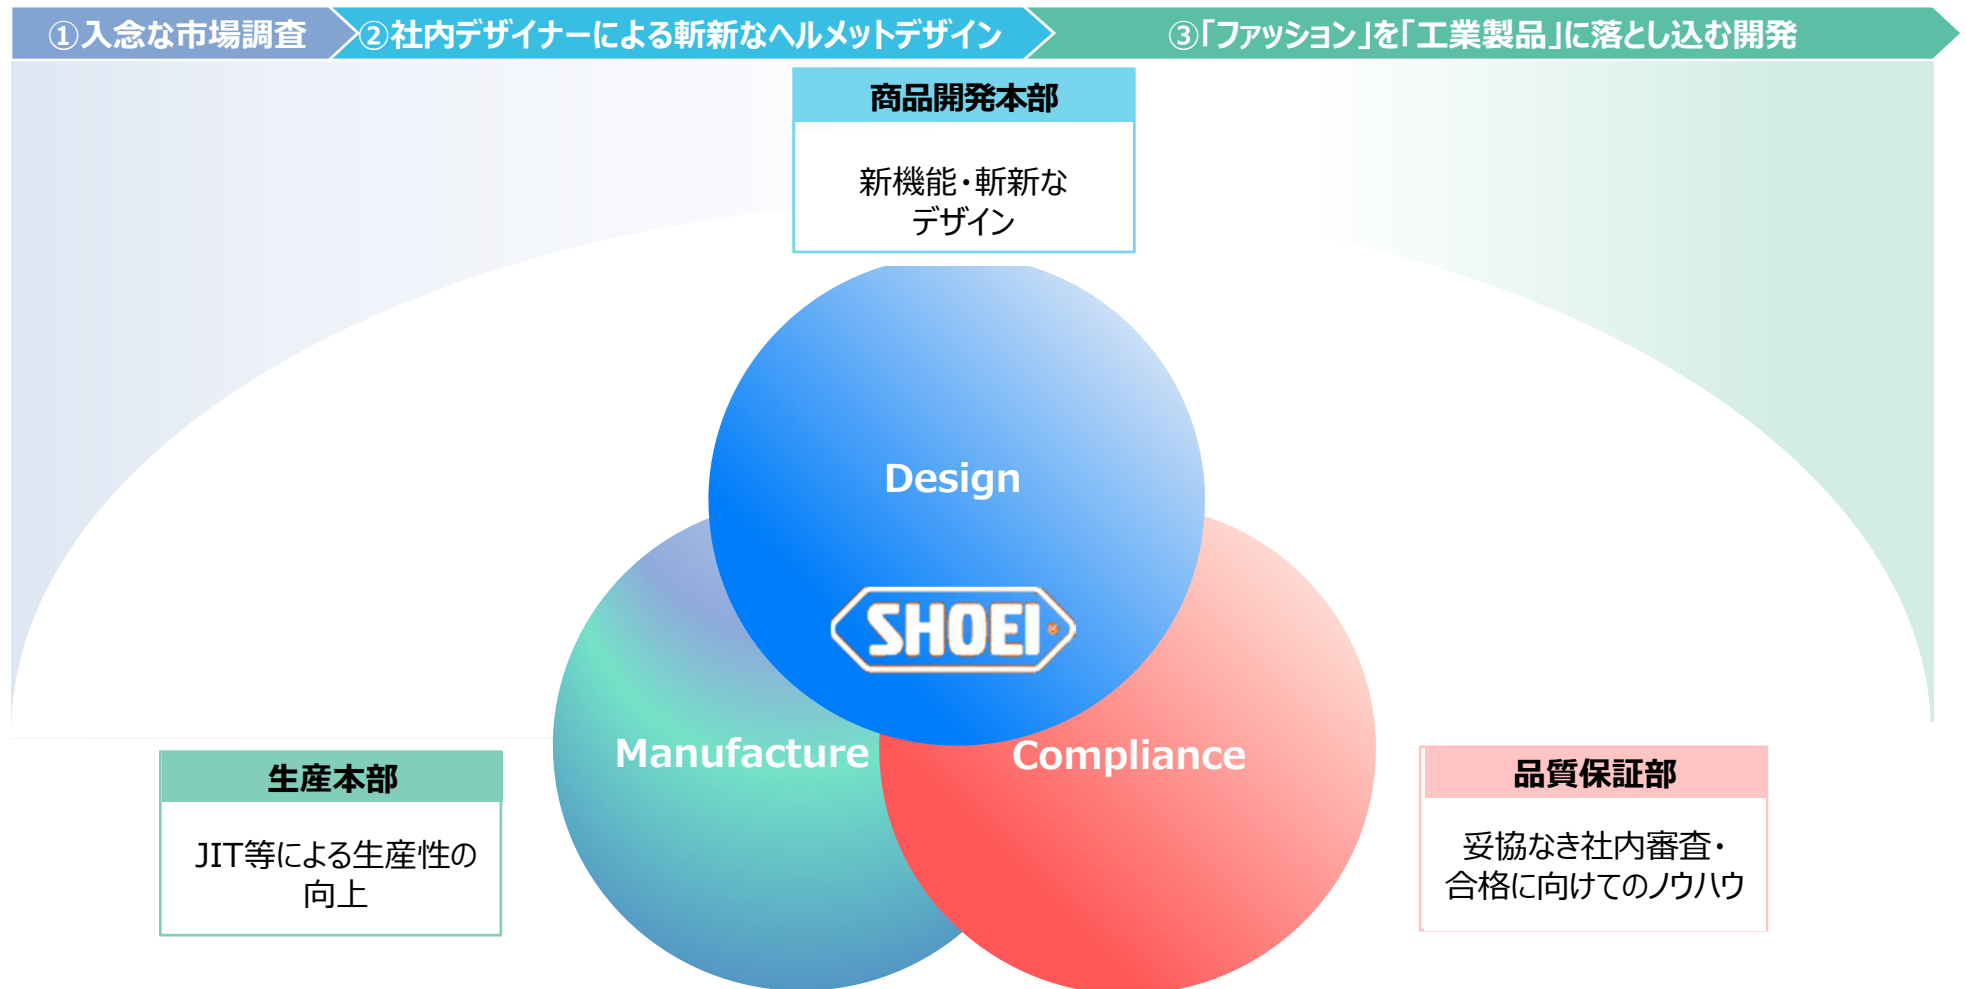 ①入念な市場調査
②社内デザイナーによる斬新なヘルメットデザイン
③「ファッション」を「工業製品」に落とし込む開発
商品開発本部
新機能・斬新な
デザイン
Design
SHOEI
Manufacture
Compliance
生産本部
JIT等による生産性の
向上
品質保証部
妥協なき社内審査・
合格に向けてのノウハウ